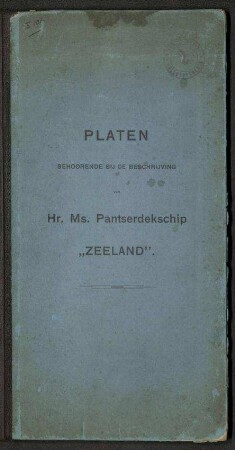 PLATEN
BEHOORENDE BIJ DE BESCHRIJVING
VAN
Hr. Ms. Pantserdekschip
„ZEELAND".